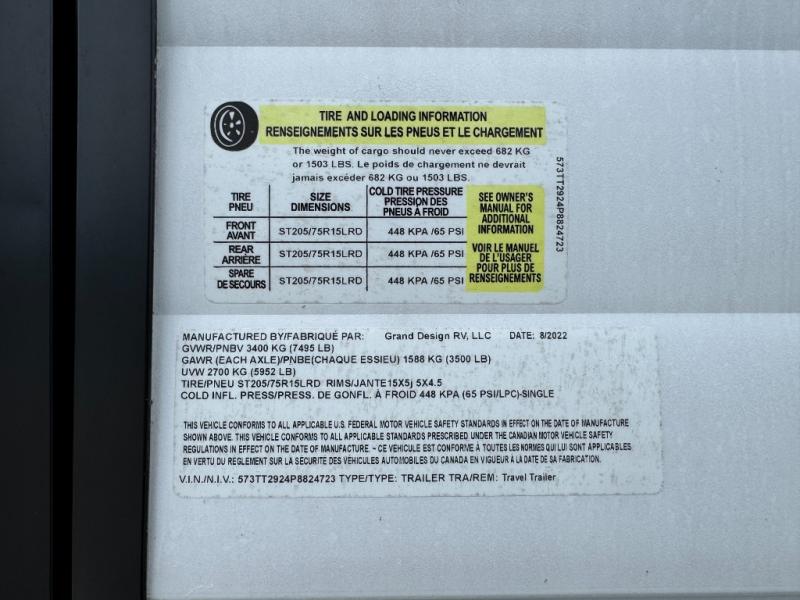 TIRE AND LOADING INFORMATION
RENSEIGNEMENTS SUR LES PNEUS ET LE CHARGEMENT
The weight of cargo should never exceed 682 KG
or 1503 LBS. Le poids de chargement ne devrait
jamais excéder 682 KG ou 1503 LBS.
TIRE PNEU SIZE DIMENSIONS COLD TIRE PRESSURE PRESSION DES PNEUS À FROID
FRONT AVANT ST205/75R15LRD 448 KPA /65 PSI
REAR ARRIÈRE ST205/75R15LRD 448 KPA /65 PSI
SPARE DE SECOURS ST205/75R15LRD 448 KPA /65 PSI
SEE OWNER'S
MANUAL FOR
ADDITIONAL
INFORMATION
VOIR LE MANUEL
DE L'USAGER
POUR PLUS DE
RENSEIGNEMENTS
573TT2924P8824723
MANUFACTURED BY/FABRIQUÉ PAR: Grand Design RV, LLC DATE: 8/2022
GVWR/PNBV 3400 KG (7495 LB)
GAWR (EACH AXLE)/PNBE(CHAQUE ESSIEU) 1588 KG (3500 LB)
UVW 2700 KG (5952 LB)
TIRE/PNEU ST205/75R15LRD RIMS/JANTE15X5j 5X4.5
COLD INFL. PRESS/PRESS. DE GONFL. À FROID 448 KPA (65 PSI/LPC)-SINGLE
THIS VEHICLE CONFORMS TO ALL APPLICABLE U.S. FEDERAL MOTOR VEHICLE SAFETY STANDARDS IN EFFECT ON THE DATE OF MANUFACTURE
SHOWN ABOVE. THIS VEHICLE CONFORMS TO ALL APPLICABLE STANDARDS PRESCRIBED UNDER THE CANADIAN MOTOR VEHICLE SAFETY
REGULATIONS IN EFFECT ON THE DATE OF MANUFACTURE. - CE VEHICULE EST CONFORME À TOUTES LES NORMES QUI LUI SONT APPLICABLES
EN VERTU DU RÈGLEMENT SUR LA SECURITE DES VÉHICULES AUTOMOBILES DU CANADA EN VIGUEUR À LA DATE DE SA FABRICATION.
V.I.N./N.I.V.: 573TT2924P8824723 TYPE/TYPE: TRAILER TRA/REM: Travel Trailer